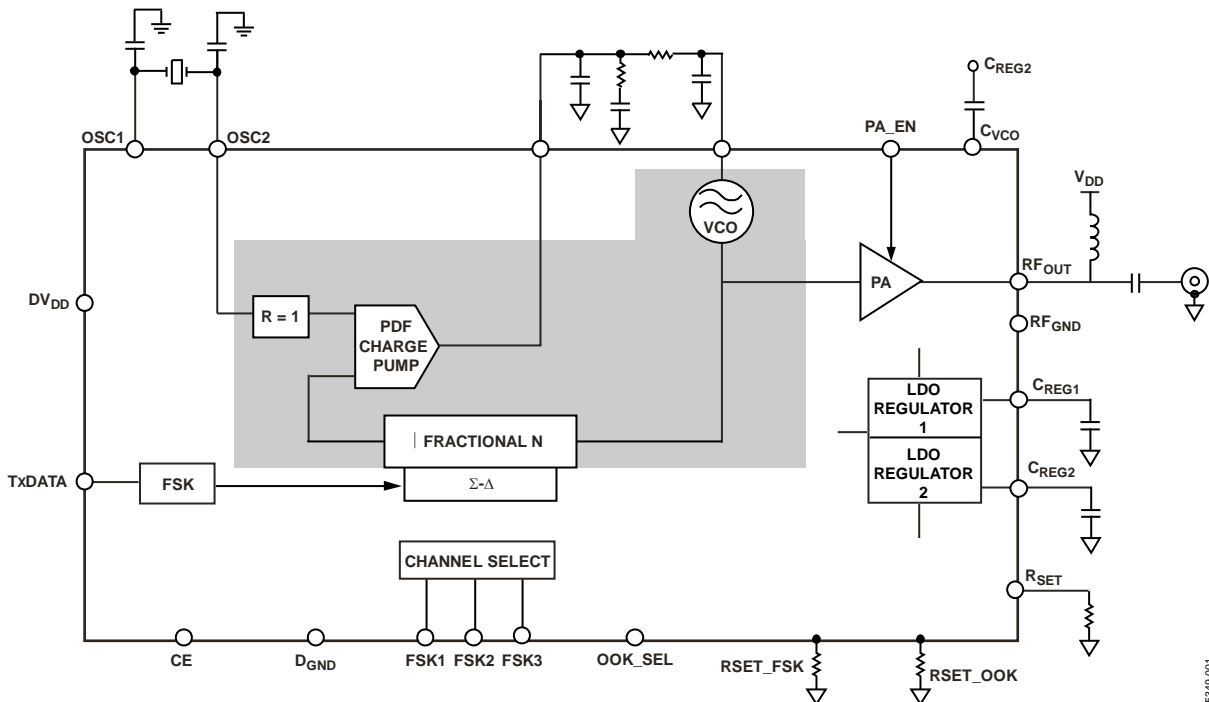 CREG2
OSC1
OSC2
PA_EN
CVCO
VDD
VCO
DVDD
R = 1
PDF
CHARGE
PUMP
PA
RFOUT
RFGND
LDO
REGULATOR
1
CREG1
| FRACTIONAL N
LDO
REGULATOR
2
CREG2
TxDATA
FSK
Σ-Δ
CHANNEL SELECT
RSET
CE
DGND
FSK1
FSK2
FSK3
OOK_SEL
RSET_FSK
RSET_OOK